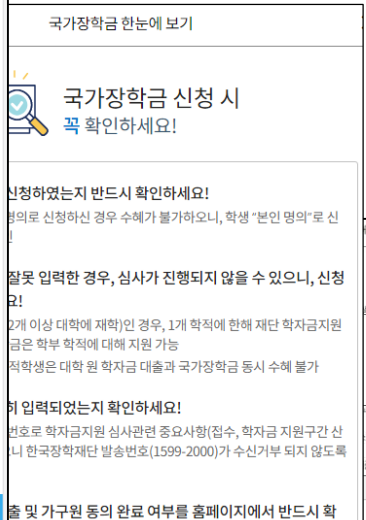 국가장학금 한눈에 보기
국가장학금 신청 시
꼭 확인하세요!
신청하였는지 반드시 확인하세요!
명의로 신청하신 경우 수혜가 불가하오니, 학생 "본인 명의"로 신
잘못 입력한 경우, 심사가 진행되지 않을 수 있으니, 신청
요!
2개 이상 대학에 재학)인 경우, 1개 학적에 한해 재단 학자금지원
금은 학부 학적에 대해 지원 가능
적학생은 대학 원 학자금 대출과 국가장학금 동시 수혜 불가
히 입력되었는지 확인하세요!
번호로 학자금지원 심사관련 중요사항(접수, 학자금 지원구간 산
니 한국장학재단 발송번호(1599-2000)가 수신거부 되지 않도록
출 및 가구원 동의 완료 여부를 홈페이지에서 반드시 확